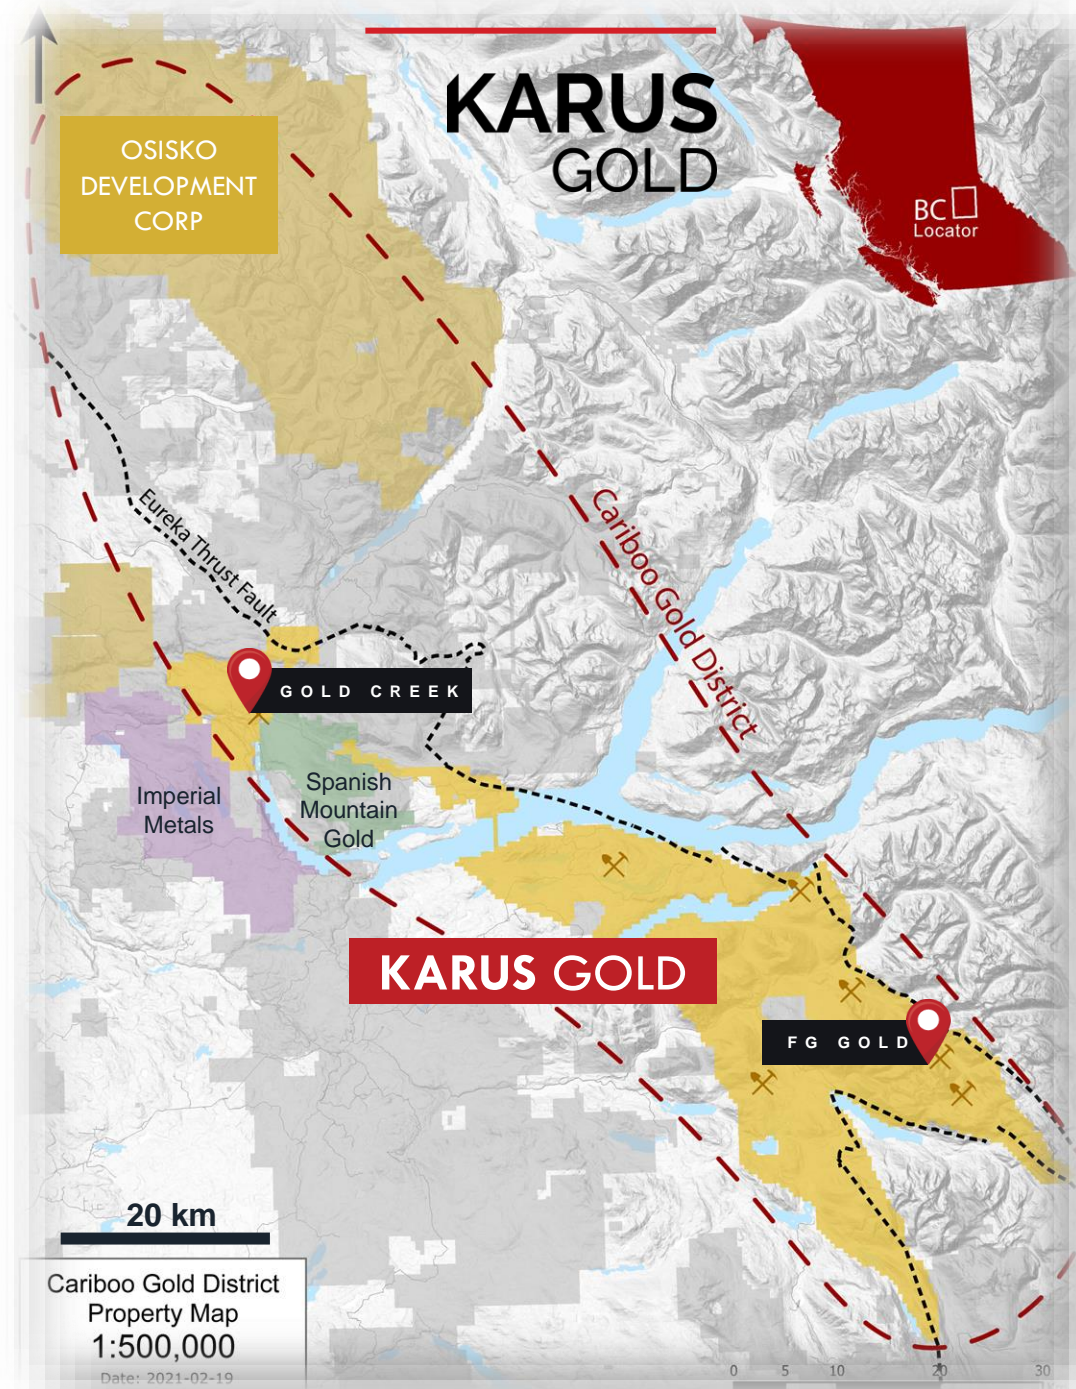 KARUS
GOLD
OSISKO
DEVELOPMENT
CORP
BC
Locator
Eureka Thrust Fault
Cariboo Gold District
GOLD CREEK
Imperial
Metals
Spanish
Mountain
Gold
KARUS GOLD
FG GOLD
20 km
Cariboo Gold District
Property Map
1:500,000
Date: 2021-02-19
0 5 10 20 30